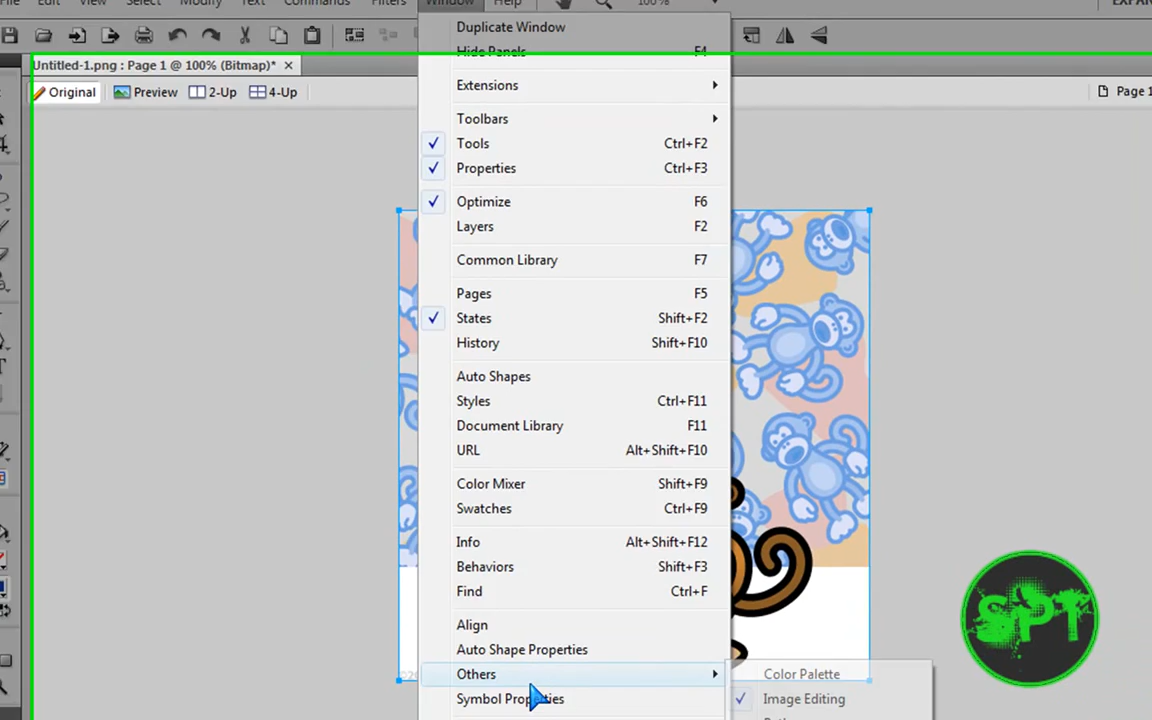 File Edit View Select Modify Text Commands Filters Window Help 100%
Untitled-1.png : Page 1 @ 100% (Bitmap)*
Original Preview 2-Up 4-Up Page 1
Duplicate Window
Hide Panels F4
Extensions
Toolbars
Tools Ctrl+F2
Properties Ctrl+F3
Optimize F6
Layers F2
Common Library F7
Pages F5
States Shift+F2
History Shift+F10
Auto Shapes
Styles Ctrl+F11
Document Library F11
URL Alt+Shift+F10
Color Mixer Shift+F9
Swatches Ctrl+F9
Info Alt+Shift+F12
Behaviors Shift+F3
Find Ctrl+F
Align
Auto Shape Properties
Others
Symbol Properties
Color Palette
Image Editing
SPT